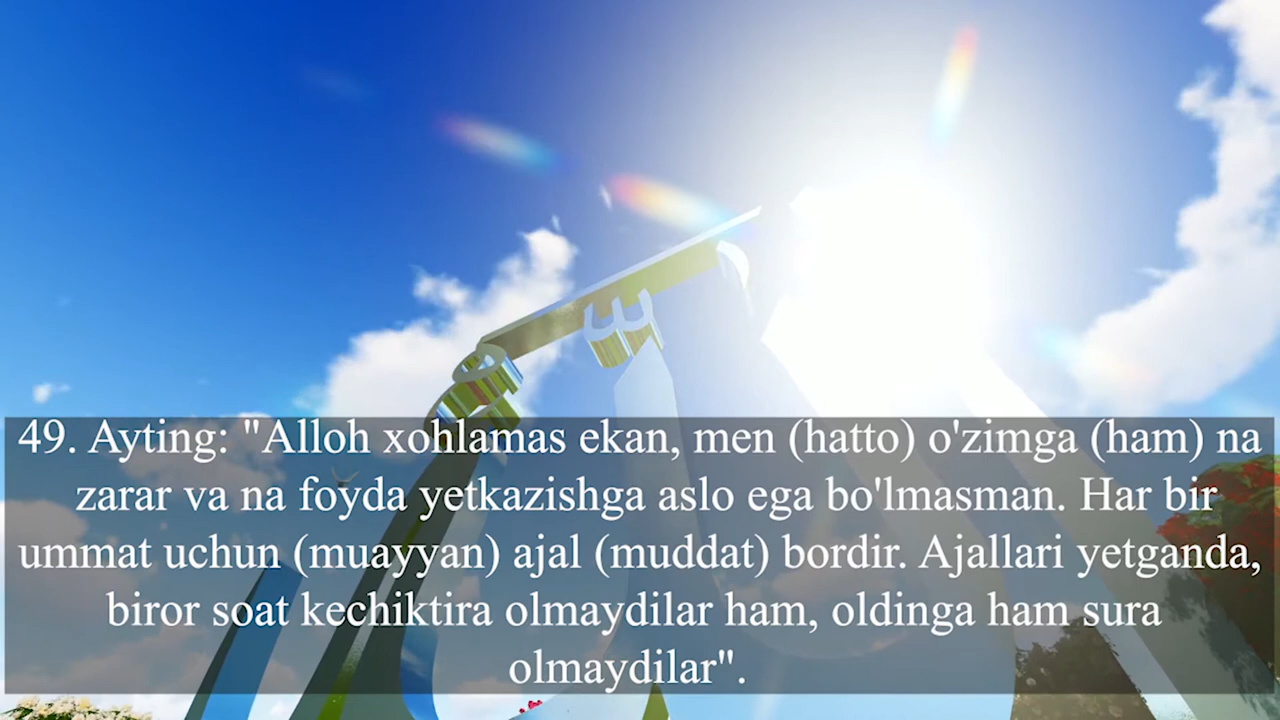 49. Ayting: "Alloh xohlamas ekan, men (hatto) o'zimga (ham) na
zarar va na foyda yetkazishga aslo ega bo'lmasman. Har bir
ummat uchun (muayyan) ajal (muddat) bordir. Ajallari yetganda,
biror soat kechiktira olmaydilar ham, oldinga ham sura
olmaydilar".